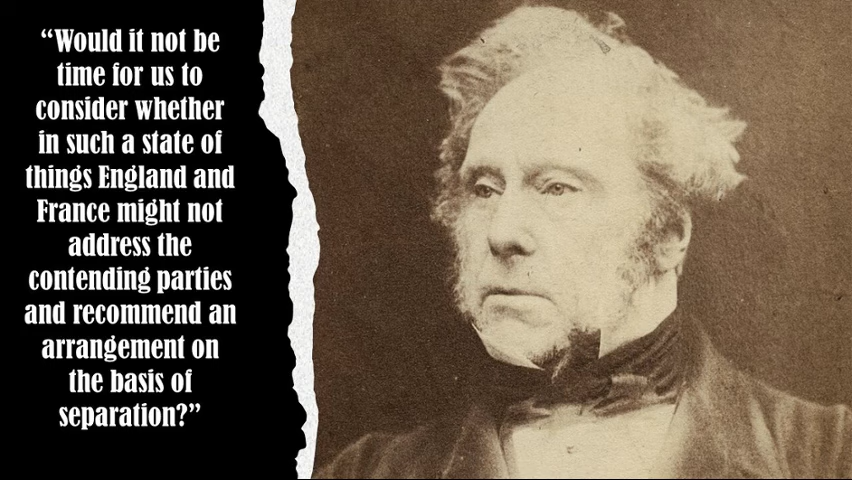 “Would it not be
time for us to
consider whether
in such a state of
things England and
France might not
address the
contending parties
and recommend an
arrangement on
the basis of
separation?”